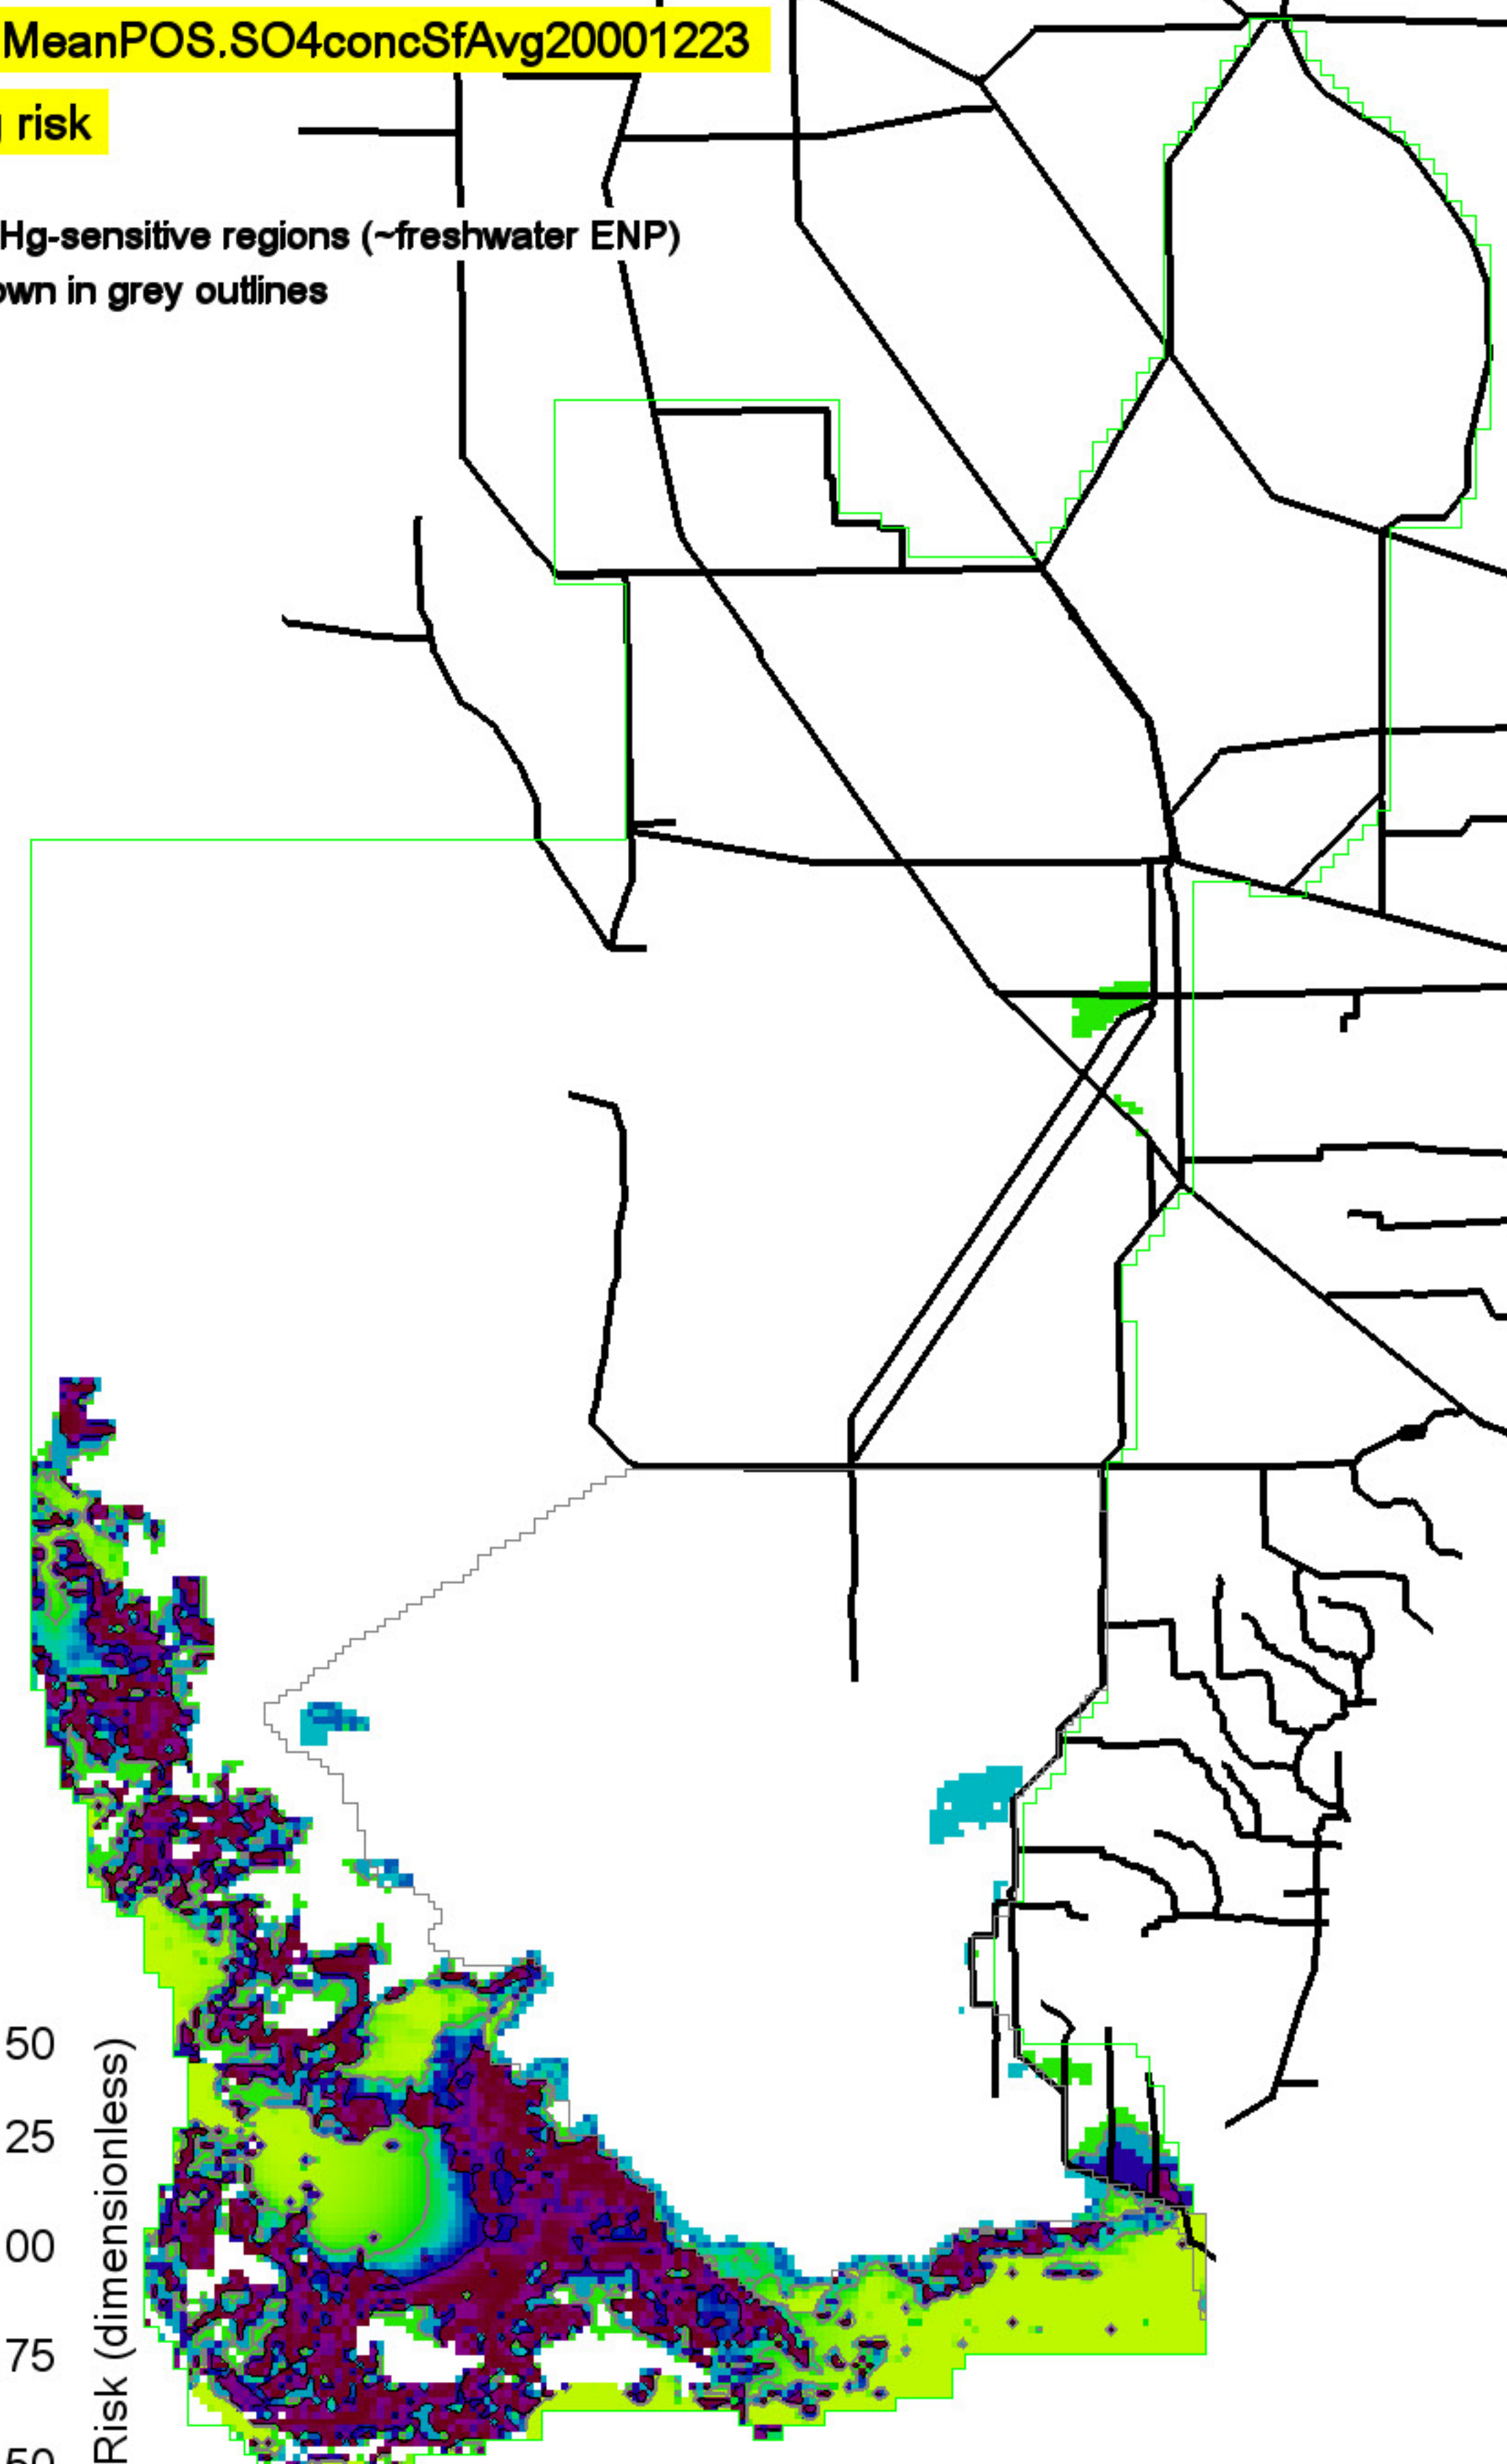 MeanPOS.SO4concSfAvg20001223
risk
Hg-sensitive regions (~freshwater ENP)
own in grey outlines
50
25
00
75
50
Risk (dimensionless)